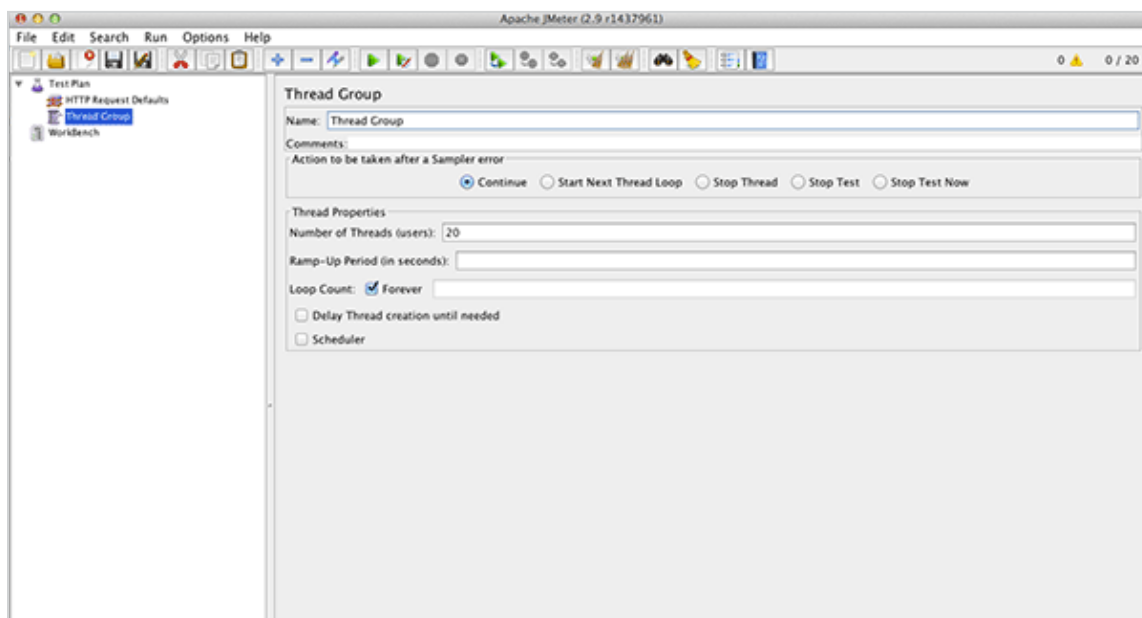 Apache JMeter (2.9 r1437961)
File Edit Search Run Options Help
0 0 / 20
Test Plan
HTTP Request Defaults
Thread Group
WorkBench
Thread Group
Name: Thread Group
Comments:
Action to be taken after a Sampler error
Continue Start Next Thread Loop Stop Thread Stop Test Stop Test Now
Thread Properties
Number of Threads (users): 20
Ramp-Up Period (in seconds):
Loop Count: Forever
Delay Thread creation until needed
Scheduler